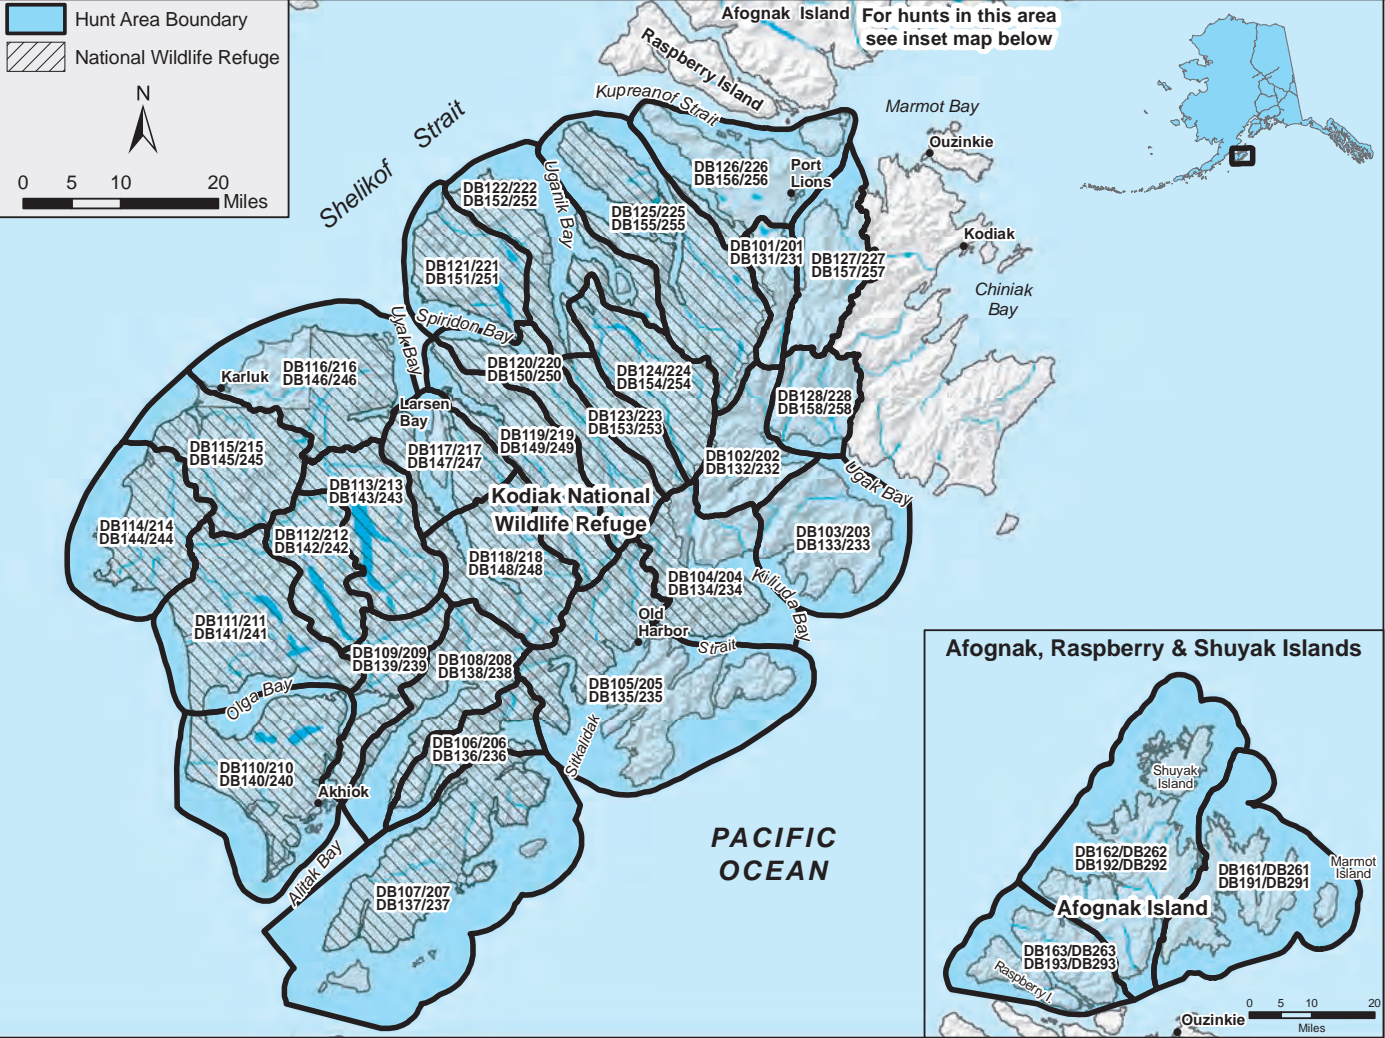 Hunt Area Boundary
National Wildlife Refuge
N
0 5 10 20
Miles
Afognak Island
For hunts in this area
see inset map below
Raspberry Island
Kupreanof Strait
Marmot Bay
Ouzinkie
Shelikof Strait
DB126/226
DB156/256
Port
Lions
DB122/222
DB152/252
Uganik Bay
DB125/225
DB155/255
Kodiak
DB101/201
DB131/231
DB127/227
DB157/257
DB121/221
DB151/251
Chiniak
Bay
Uyak Bay
Spiridon Bay
DB116/216
DB146/246
Karluk
DB120/220
DB150/250
DB124/224
DB154/254
DB128/228
DB158/258
Larsen
Bay
DB123/223
DB153/253
DB115/215
DB145/245
DB117/217
DB147/247
DB119/219
DB149/249
DB102/202
DB132/232
Ugak Bay
DB113/213
DB143/243
Kodiak National
Wildlife Refuge
DB114/214
DB144/244
DB112/212
DB142/242
DB103/203
DB133/233
DB118/218
DB148/248
DB104/204
DB134/234
Kiliuda Bay
DB111/211
DB141/241
Old
Harbor
Strait
DB109/209
DB139/239
DB108/208
DB138/238
DB105/205
DB135/235
Olga Bay
Sitkalidak
DB106/206
DB136/236
DB110/210
DB140/240
Akhiok
Alitak Bay
DB107/207
DB137/237
PACIFIC
OCEAN
Afognak, Raspberry & Shuyak Islands
Shuyak
Island
DB162/DB262
DB192/DB292
DB161/DB261
DB191/DB291
Marmot
Island
Afognak Island
DB163/DB263
DB193/DB293
Raspberry I.
0 5 10 20
Miles
Ouzinkie